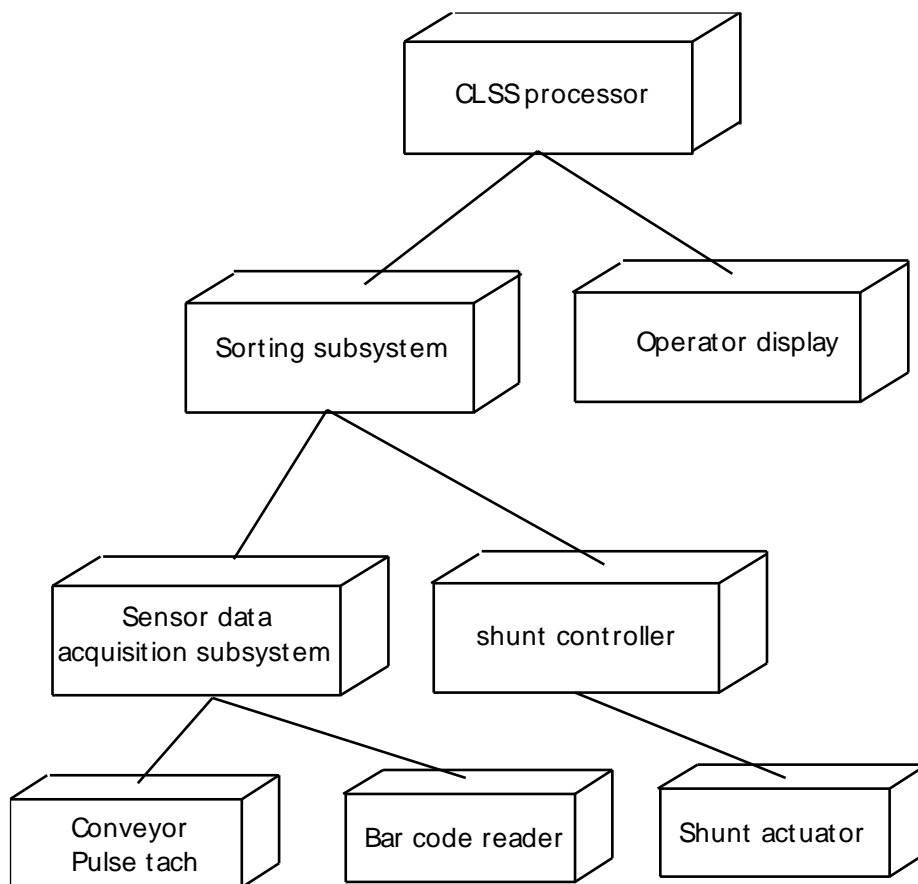 CLSS processor
Sorting subsystem
Operator display
Sensor data
acquisition subsystem
shunt controller
Conveyor
Pulse tach
Bar code reader
Shunt actuator